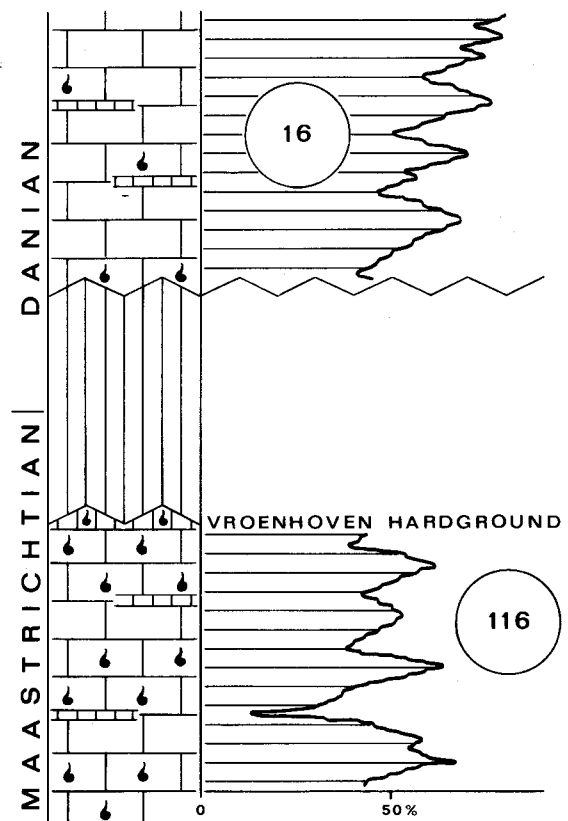 16
DANIAN
VROENHOVEN HARDGROUND
116
MAASTRICHTIAN
0
50%